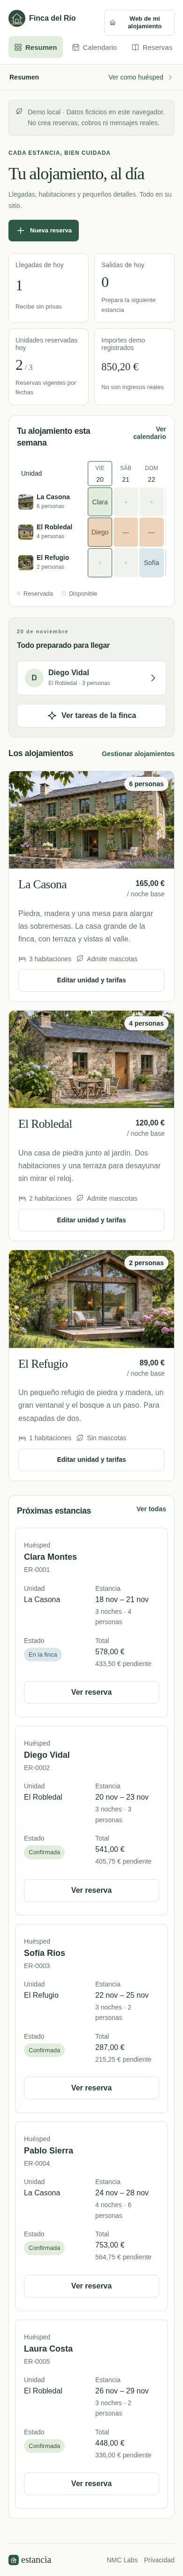 Finca del Río
Web de mi
alojamiento
Resumen
Calendario
Reservas
Resumen
Ver como huésped
Demo local · Datos ficticios en este navegador.
No crea reservas, cobros ni mensajes reales.
CADA ESTANCIA, BIEN CUIDADA
Tu alojamiento, al día
Llegadas, habitaciones y pequeños detalles. Todo en su
sitio.
Nueva reserva
Llegadas de hoy
1
Recibe sin prisas
Salidas de hoy
0
Prepara la siguiente
estancia
Unidades reservadas
hoy
2 / 3
Reservas vigentes por
fechas
Importes demo
registrados
850,20 €
No son ingresos reales
Tu alojamiento esta
semana
Ver
calendario
Unidad
VIE
20
SÁB
21
DOM
22
La Casona
6 personas
Clara
+
+
El Robledal
4 personas
Diego
—
—
El Refugio
2 personas
+
+
Sofía
Reservada
Disponible
20 de noviembre
Todo preparado para llegar
D
Diego Vidal
El Robledal · 3 personas
Ver tareas de la finca
Los alojamientos
Gestionar alojamientos
6 personas
La Casona
165,00 €
/ noche base
Piedra, madera y una mesa para alargar
las sobremesas. La casa grande de la
finca, con terraza y vistas al valle.
3 habitaciones
Admite mascotas
Editar unidad y tarifas
4 personas
El Robledal
120,00 €
/ noche base
Una casa de piedra junto al jardín. Dos
habitaciones y una terraza para desayunar
sin mirar el reloj.
2 habitaciones
Admite mascotas
Editar unidad y tarifas
2 personas
El Refugio
89,00 €
/ noche base
Un pequeño refugio de piedra y madera, un
gran ventanal y el bosque a un paso. Para
escapadas de dos.
1 habitaciones
Sin mascotas
Editar unidad y tarifas
Próximas estancias
Ver todas
Huésped
Clara Montes
ER-0001
Unidad
La Casona
Estancia
18 nov – 21 nov
3 noches · 4
personas
Estado
En la finca
Total
578,00 €
433,50 € pendiente
Ver reserva
Huésped
Diego Vidal
ER-0002
Unidad
El Robledal
Estancia
20 nov – 23 nov
3 noches · 3
personas
Estado
Confirmada
Total
541,00 €
405,75 € pendiente
Ver reserva
Huésped
Sofía Ríos
ER-0003
Unidad
El Refugio
Estancia
22 nov – 25 nov
3 noches · 2
personas
Estado
Confirmada
Total
287,00 €
215,25 € pendiente
Ver reserva
Huésped
Pablo Sierra
ER-0004
Unidad
La Casona
Estancia
24 nov – 28 nov
4 noches · 6
personas
Estado
Confirmada
Total
753,00 €
564,75 € pendiente
Ver reserva
Huésped
Laura Costa
ER-0005
Unidad
El Robledal
Estancia
26 nov – 29 nov
3 noches · 2
personas
Estado
Confirmada
Total
448,00 €
336,00 € pendiente
Ver reserva
estancia
NMC Labs
Privacidad